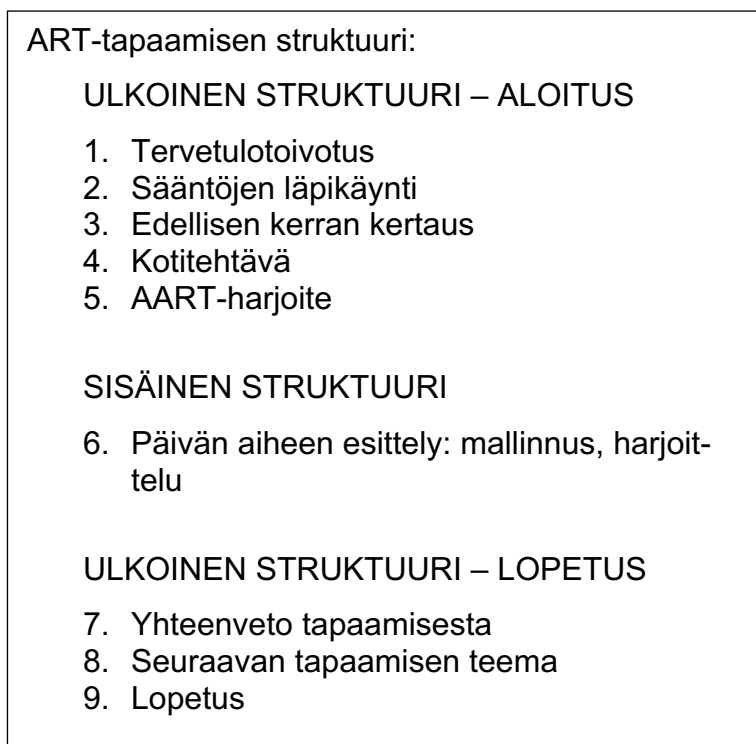 ART-tapaamisen struktuuri:
ULKOINEN STRUKTUURI – ALOITUS
1. Tervetulotoivotus
2. Sääntöjen läpikäynti
3. Edellisen kerran kertaus
4. Kotitehtävä
5. AART-harjoite
SISÄINEN STRUKTUURI
6. Päivän aiheen esittely: mallinnus, harjoit-
telu
ULKOINEN STRUKTUURI – LOPETUS
7. Yhteenveto tapaamisesta
8. Seuraavan tapaamisen teema
9. Lopetus